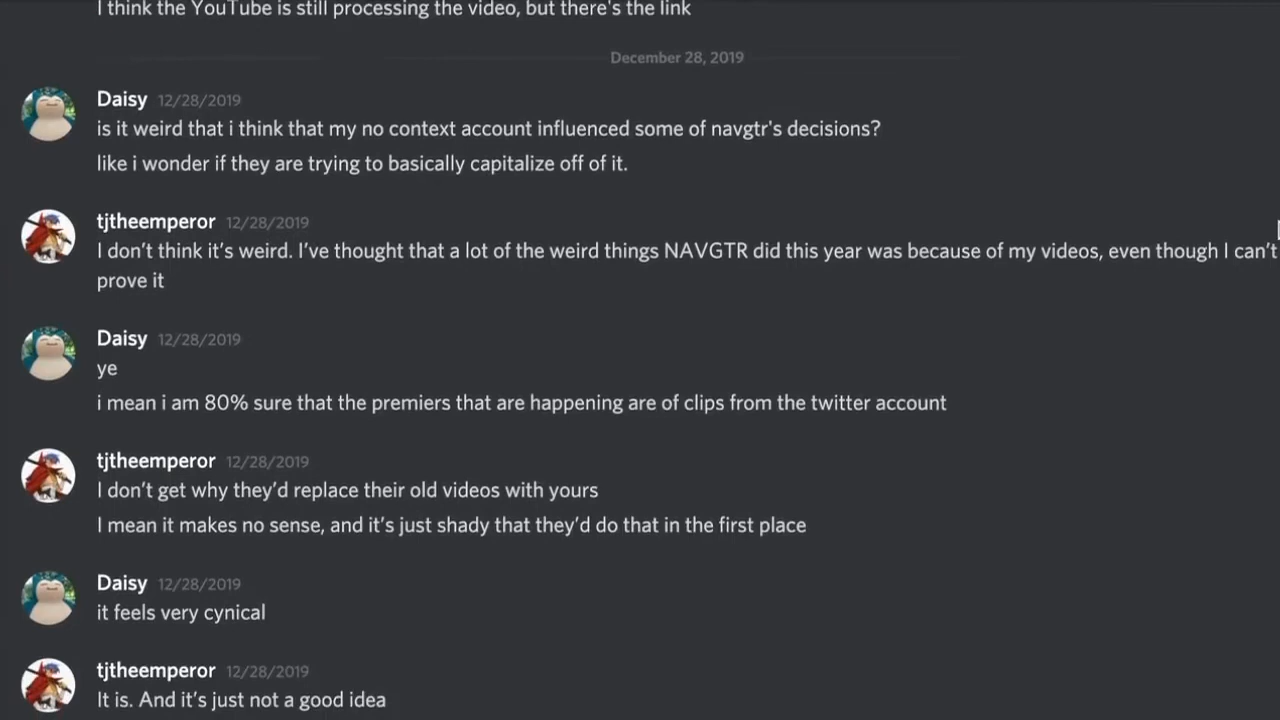 I think the YouTube is still processing the video, but there's the link
December 28, 2019
Daisy 12/28/2019
is it weird that i think that my no context account influenced some of navgtr's decisions?
like i wonder if they are trying to basically capitalize off of it.
tjtheemperor 12/28/2019
I don't think it's weird. I've thought that a lot of the weird things NAVGTR did this year was because of my videos, even though I can't
prove it
Daisy 12/28/2019
ye
i mean i am 80% sure that the premiers that are happening are of clips from the twitter account
tjtheemperor 12/28/2019
I don't get why they'd replace their old videos with yours
I mean it makes no sense, and it's just shady that they'd do that in the first place
Daisy 12/28/2019
it feels very cynical
tjtheemperor 12/28/2019
It is. And it's just not a good idea